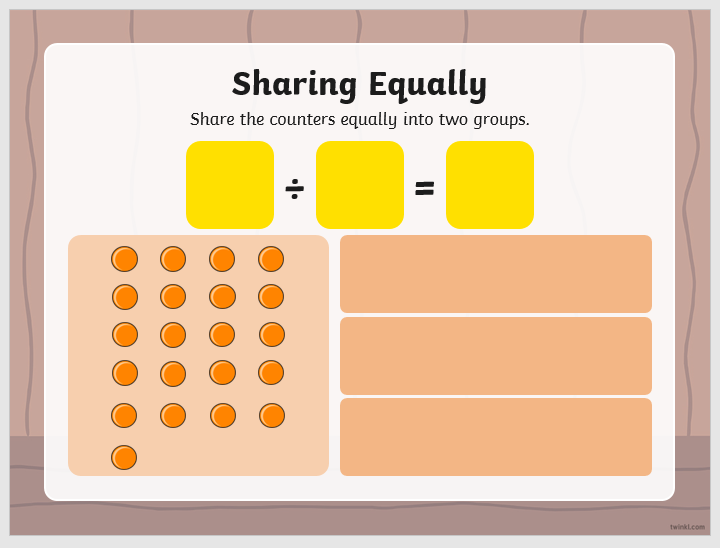 Sharing Equally
Share the counters equally into two groups.
÷ =
twinkl.com